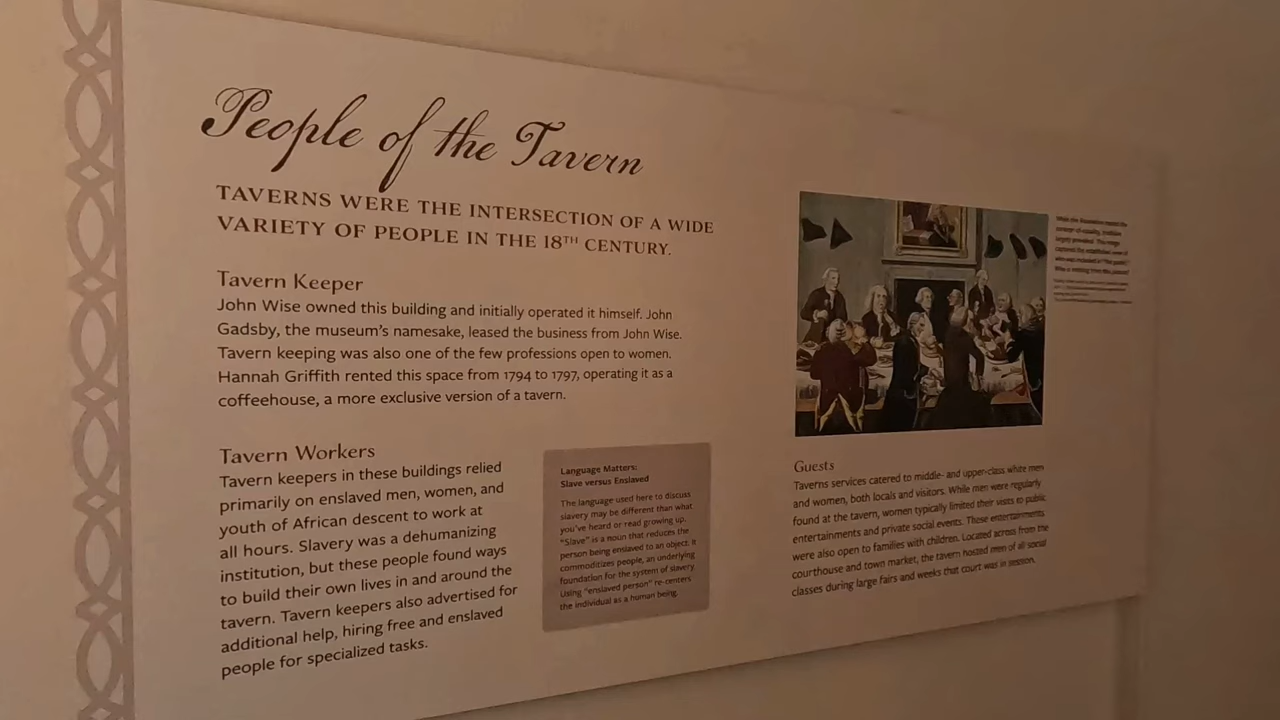 People of the Tavern
TAVERNS WERE THE INTERSECTION OF A WIDE
VARIETY OF PEOPLE IN THE 18TH CENTURY.
Tavern Keeper
John Wise owned this building and initially operated it himself. John
Gadsby, the museum's namesake, leased the business from John Wise.
Tavern keeping was also one of the few professions open to women.
Hannah Griffith rented this space from 1794 to 1797, operating it as a
coffeehouse, a more exclusive version of a tavern.
Tavern Workers
Tavern keepers in these buildings relied
primarily on enslaved men, women, and
youth of African descent to work at
all hours. Slavery was a dehumanizing
institution, but these people found ways
to build their own lives in and around the
tavern. Tavern keepers also advertised for
additional help, hiring free and enslaved
people for specialized tasks.
Language Matters:
Slave versus Enslaved
The language used here to discuss
slavery may be different than what
you've heard or read growing up.
"Slave" is a noun that reduces the
person being enslaved to an object. It
commoditizes people, an underlying
foundation for the system of slavery.
Using "enslaved person" re-centers
the individual as a human being.
Guests
Taverns services catered to middle- and upper-class white men
and women, both locals and visitors. While men were regularly
found at the tavern, women typically limited their visits to public
entertainments and private social events. These entertainments
were also open to families with children. Located across from the
courthouse and town market, the tavern hosted men of all social
classes during large fairs and weeks that court was in session.